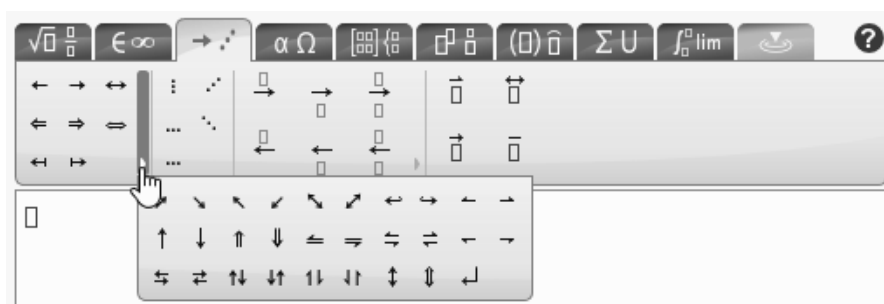 √▯ ▯/▯ ∈ ∞ → ⋰ α Ω [▯▯▯▯]{▯▯ ▯▯ ▯▯ (▯) ▯̂ Σ U ∫▯▯ lim ?
← → ↔ ⋮ ⋰ ▯→ →▯ ▯→▯ ▯⇀ ▯↔
⇐ ⇒ ⇔ … ⋱
↤ ↦ ⋯ ▯← ←▯ ▯←▯ ▯→ ▯̅
↗ ↘ ↖ ↙ ⤡ ⤢ ↩ ↪ ↼ ⇀
▯
↑ ↓ ⇑ ⇓ ⇋ ⇌ ↽ ⇁
⇆ ⇄ ⇅ ⇵ ⥮ ⥯ ↕ ⇕ ↵